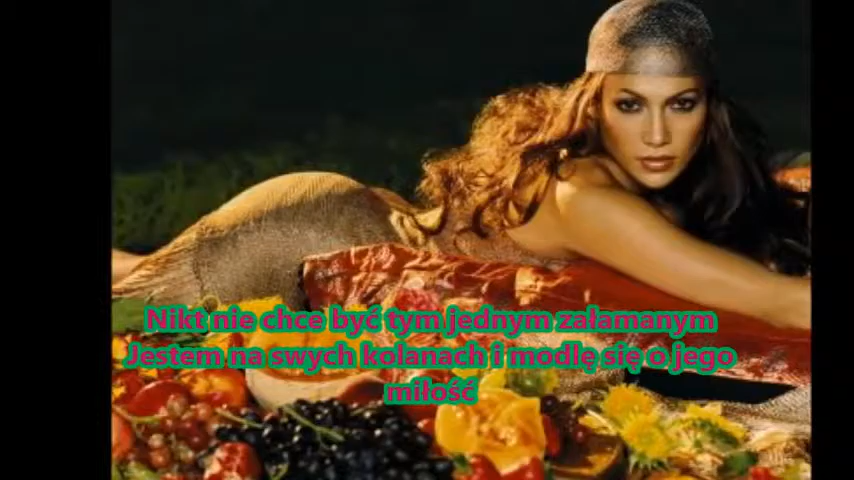 Nikt nie chce być tym jednym załamanym
Jestem na swych kolanach i modlę się o jego
miłość